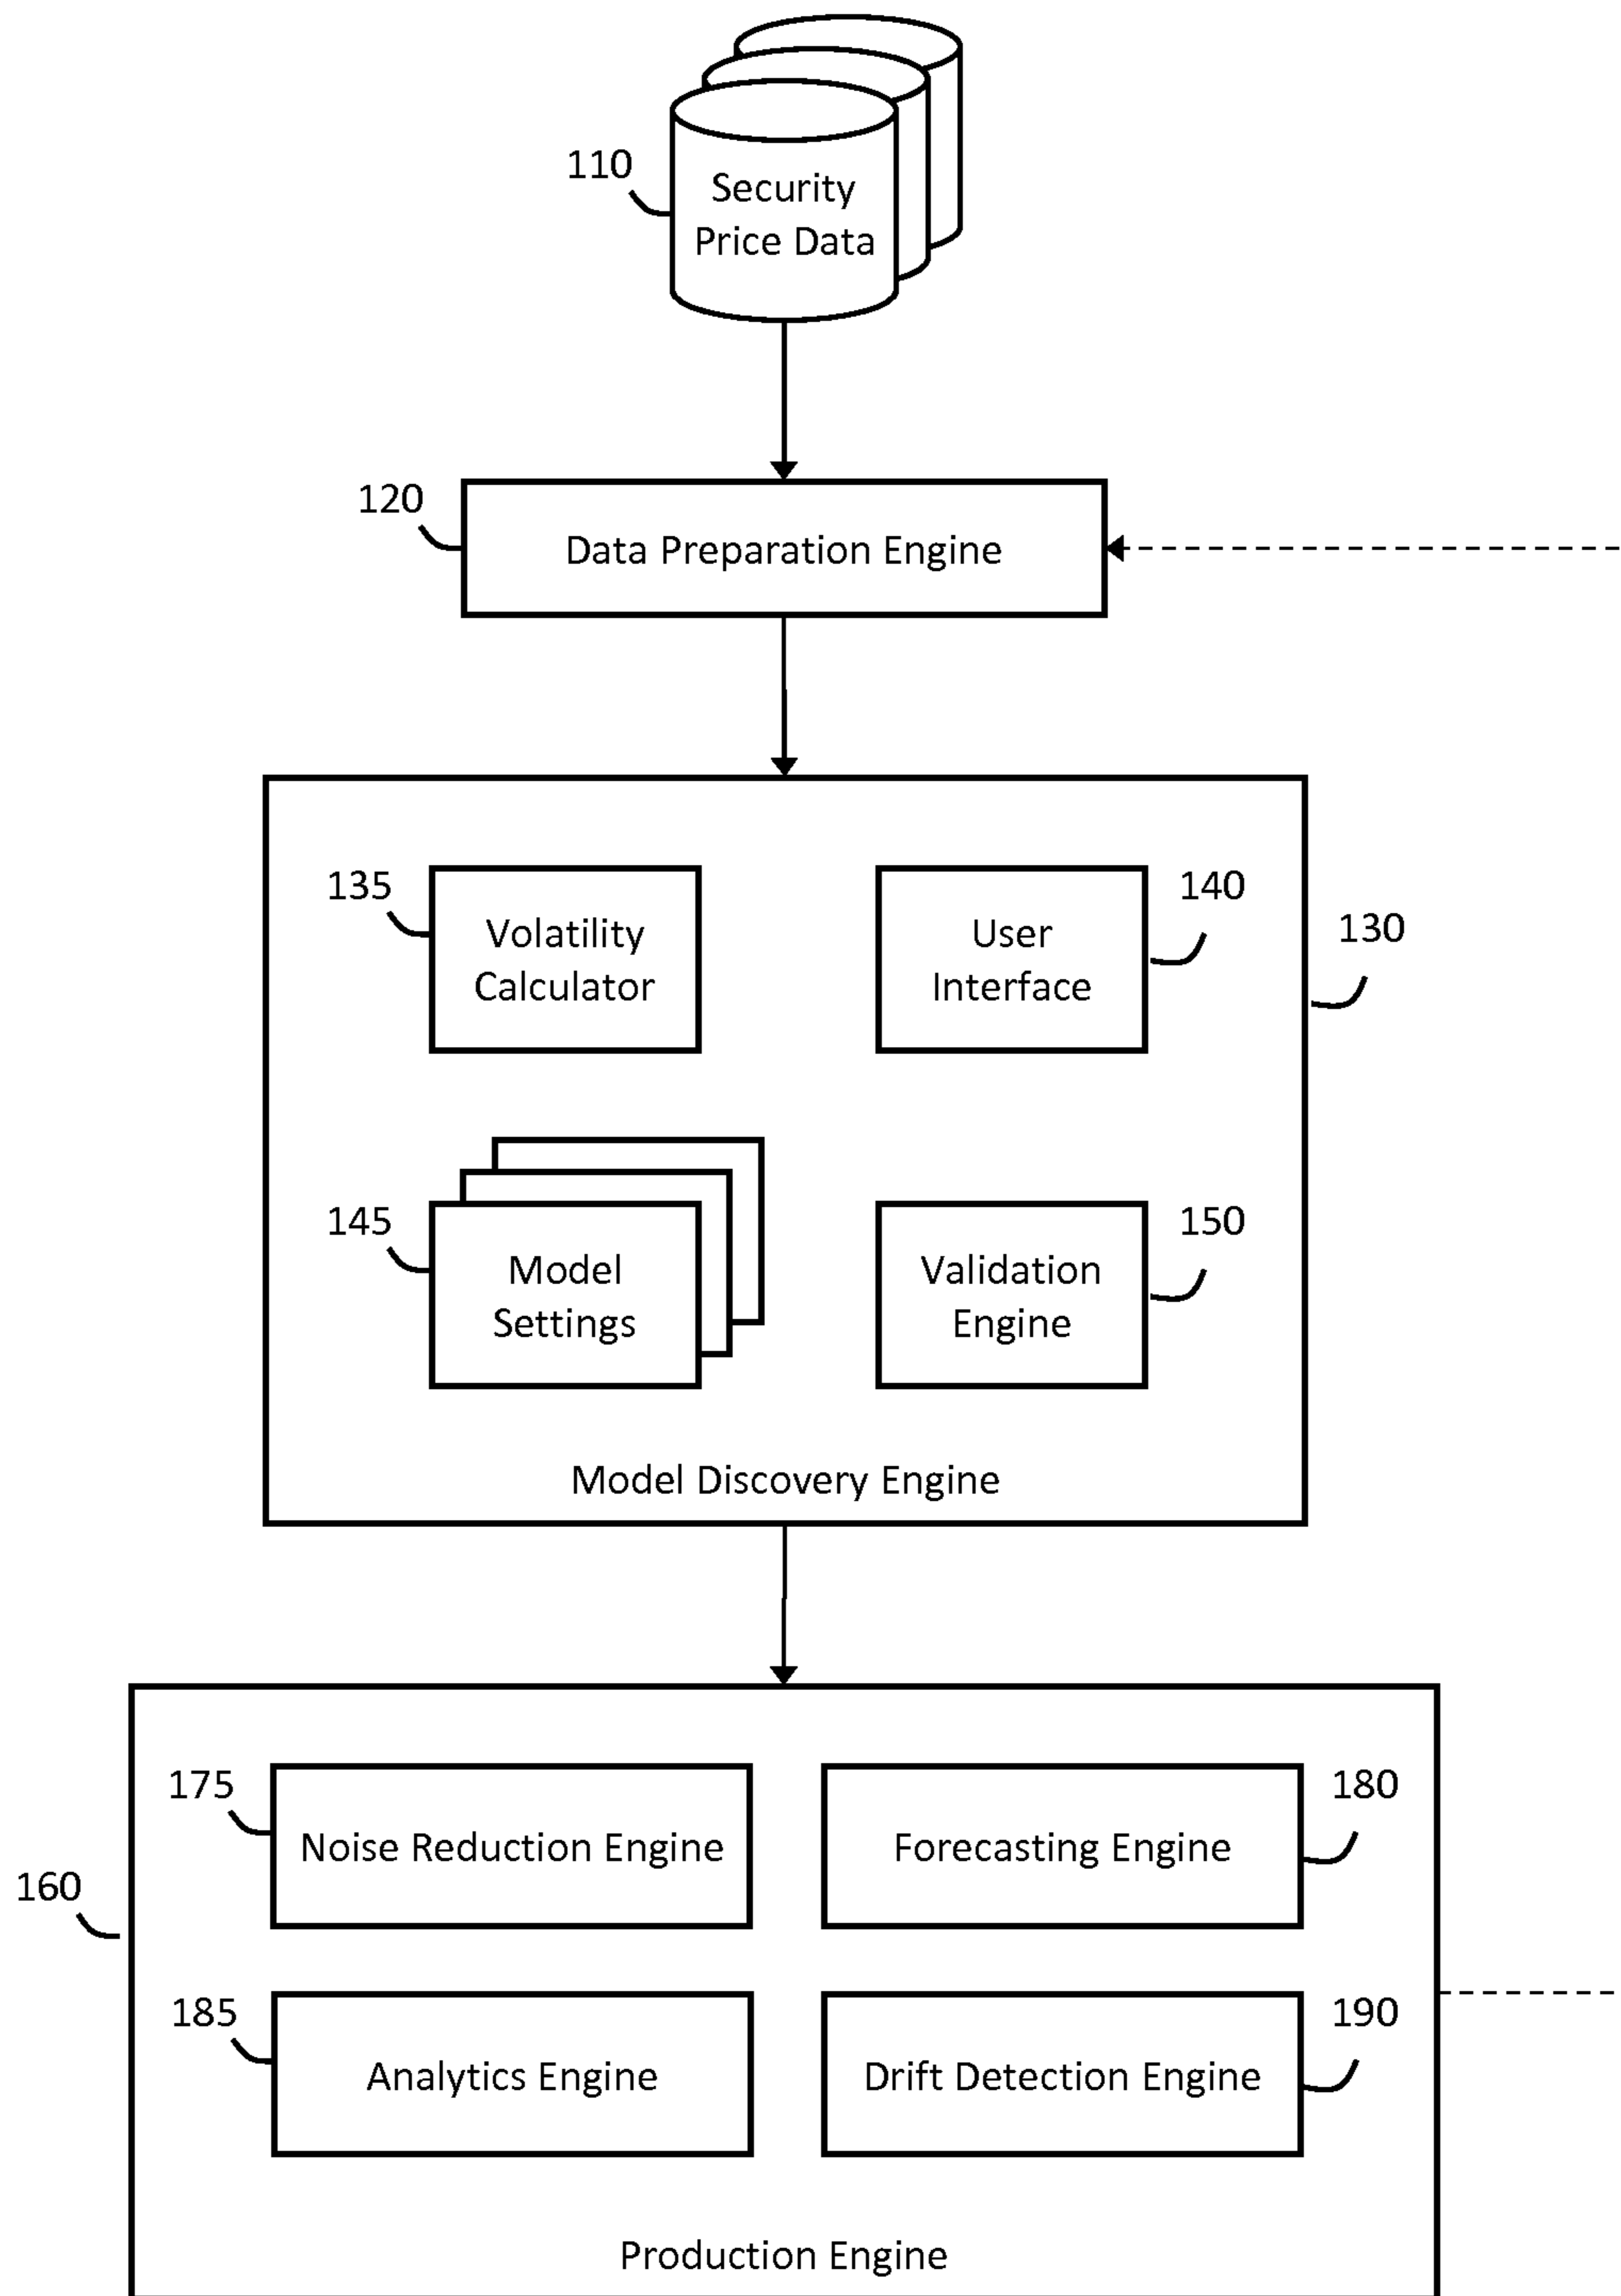 110
Security
Price Data
120
Data Preparation Engine
135
Volatility
Calculator
140
User
Interface
130
145
Model
Settings
150
Validation
Engine
Model Discovery Engine
175
Noise Reduction Engine
180
Forecasting Engine
160
185
Analytics Engine
190
Drift Detection Engine
Production Engine